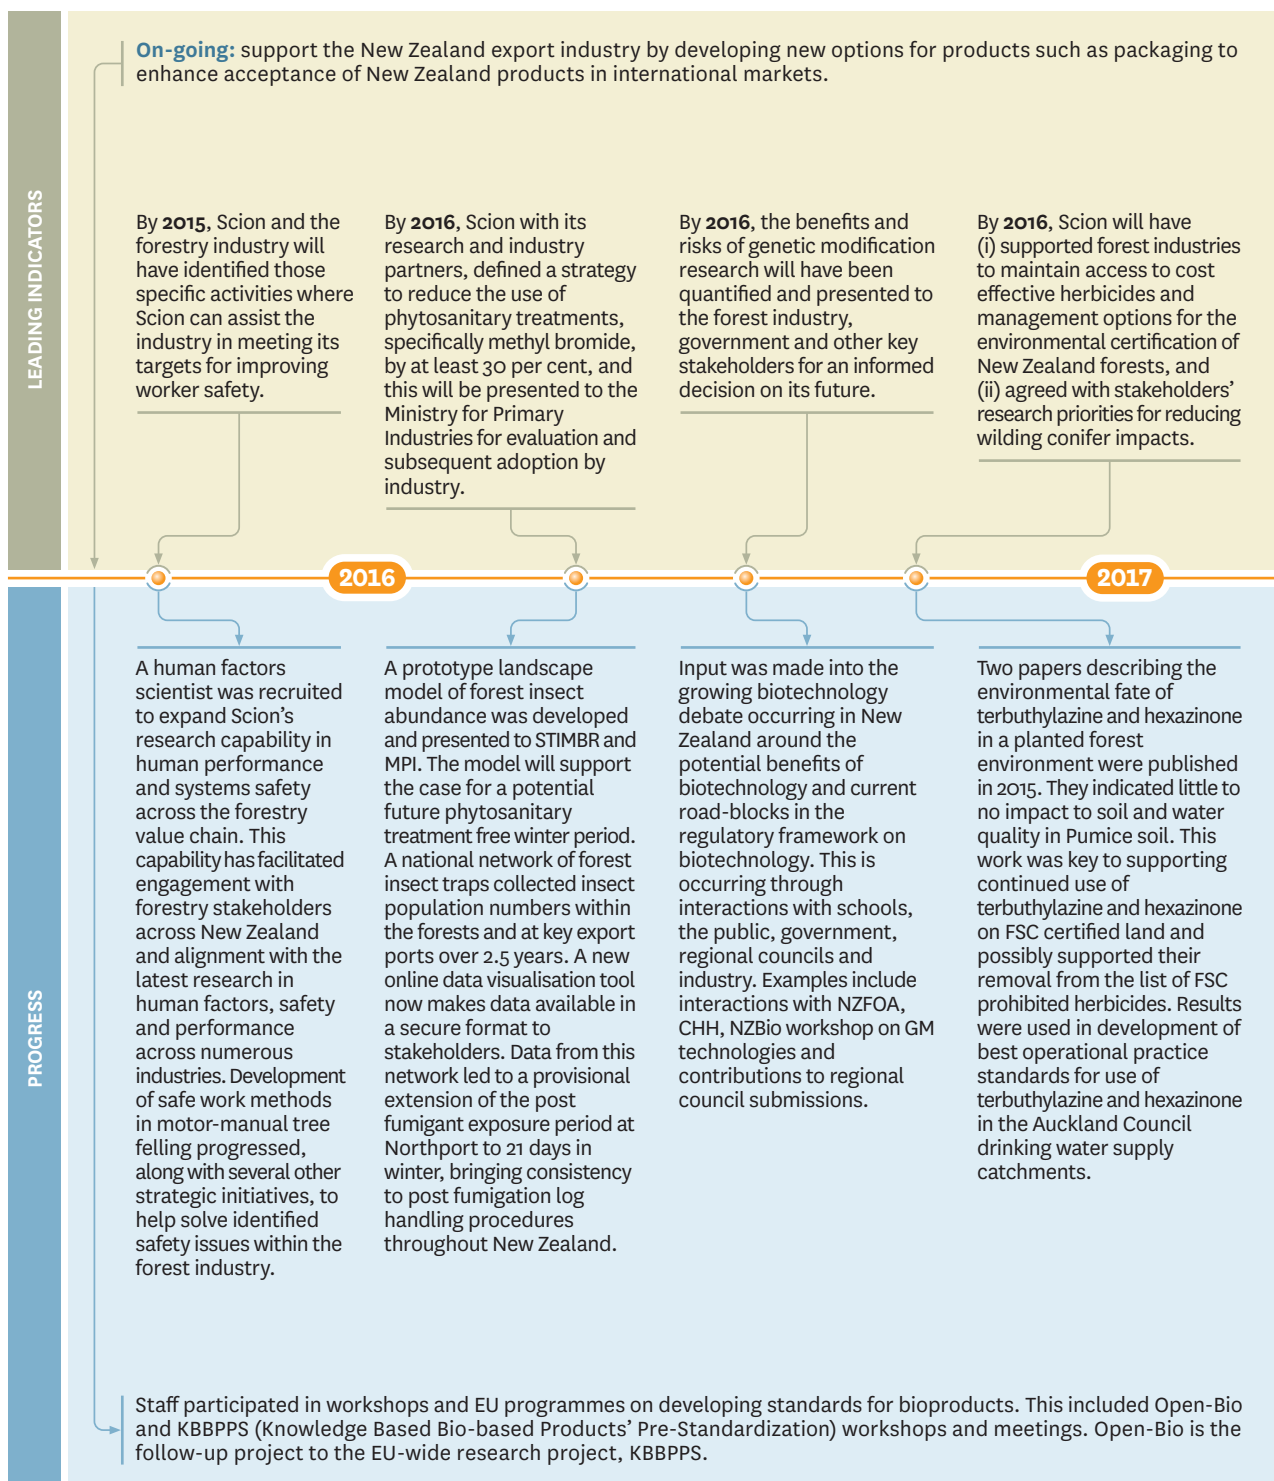 LEADING INDICATORS
On-going: support the New Zealand export industry by developing new options for products such as packaging to
enhance acceptance of New Zealand products in international markets.
By 2015, Scion and the
forestry industry will
have identified those
specific activities where
Scion can assist the
industry in meeting its
targets for improving
worker safety.
By 2016, Scion with its
research and industry
partners, defined a strategy
to reduce the use of
phytosanitary treatments,
specifically methyl bromide,
by at least 30 per cent, and
this will be presented to the
Ministry for Primary
Industries for evaluation and
subsequent adoption by
industry.
By 2016, the benefits and
risks of genetic modification
research will have been
quantified and presented to
the forest industry,
government and other key
stakeholders for an informed
decision on its future.
By 2016, Scion will have
(i) supported forest industries
to maintain access to cost
effective herbicides and
management options for the
environmental certification of
New Zealand forests, and
(ii) agreed with stakeholders’
research priorities for reducing
wilding conifer impacts.
2016
2017
PROGRESS
A human factors
scientist was recruited
to expand Scion’s
research capability in
human performance
and systems safety
across the forestry
value chain. This
capability has facilitated
engagement with
forestry stakeholders
across New Zealand
and alignment with the
latest research in
human factors, safety
and performance
across numerous
industries. Development
of safe work methods
in motor-manual tree
felling progressed,
along with several other
strategic initiatives, to
help solve identified
safety issues within the
forest industry.
A prototype landscape
model of forest insect
abundance was developed
and presented to STIMBR and
MPI. The model will support
the case for a potential
future phytosanitary
treatment free winter period.
A national network of forest
insect traps collected insect
population numbers within
the forests and at key export
ports over 2.5 years. A new
online data visualisation tool
now makes data available in
a secure format to
stakeholders. Data from this
network led to a provisional
extension of the post
fumigant exposure period at
Northport to 21 days in
winter, bringing consistency
to post fumigation log
handling procedures
throughout New Zealand.
Input was made into the
growing biotechnology
debate occurring in New
Zealand around the
potential benefits of
biotechnology and current
road-blocks in the
regulatory framework on
biotechnology. This is
occurring through
interactions with schools,
the public, government,
regional councils and
industry. Examples include
interactions with NZFOA,
CHH, NZBio workshop on GM
technologies and
contributions to regional
council submissions.
Two papers describing the
environmental fate of
terbuthylazine and hexazinone
in a planted forest
environment were published
in 2015. They indicated little to
no impact to soil and water
quality in Pumice soil. This
work was key to supporting
continued use of
terbuthylazine and hexazinone
on FSC certified land and
possibly supported their
removal from the list of FSC
prohibited herbicides. Results
were used in development of
best operational practice
standards for use of
terbuthylazine and hexazinone
in the Auckland Council
drinking water supply
catchments.
Staff participated in workshops and EU programmes on developing standards for bioproducts. This included Open-Bio
and KBBPPS (Knowledge Based Bio-based Products’ Pre-Standardization) workshops and meetings. Open-Bio is the
follow-up project to the EU-wide research project, KBBPPS.